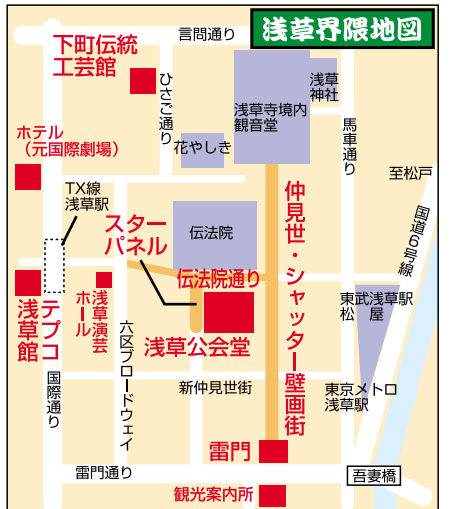 浅草界隈地図
言問通り
下町伝統
工芸館
ひさご通り
浅草
神社
浅草寺境内
観音堂
馬車通り
花やしき
ホテル
（元国際劇場）
至松戸
TX線
浅草駅
スター
パネル
伝法院
仲見世・シャッター壁画街
国道6号線
伝法院通り
浅草演芸
ホール
東武浅草駅
松屋
テプコ
浅草館
浅草公会堂
六区ブロードウェイ
国際通り
新仲見世街
東京メトロ
浅草駅
雷門
雷門通り
吾妻橋
観光案内所